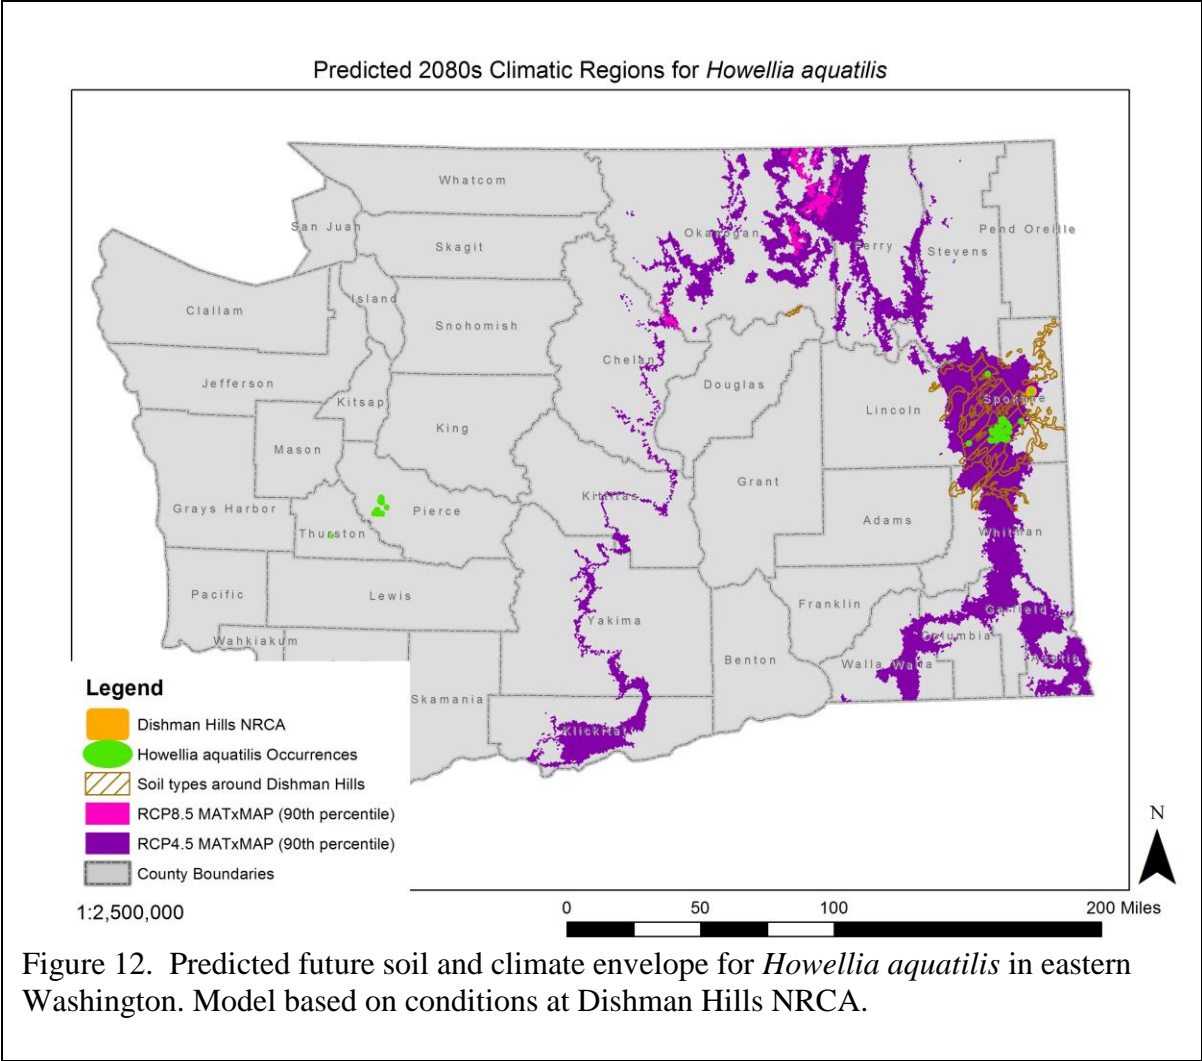 Predicted 2080s Climatic Regions for Howellia aquatilis
Whatcom
San Juan
Skagit
Okanogan
Ferry
Stevens
Pend Oreille
Island
Clallam
Snohomish
Chelan
Jefferson
Kitsap
Douglas
Lincoln
Spokane
King
Mason
Grant
Kittitas
Grays Harbor
Pierce
Thurston
Adams
Whitman
Pacific
Lewis
Yakima
Franklin
Garfield
Wahkiakum
Columbia
Benton
Walla Walla
Asotin
Skamania
Klickitat
Legend
Dishman Hills NRCA
Howellia aquatilis Occurrences
Soil types around Dishman Hills
RCP8.5 MATxMAP (90th percentile)
RCP4.5 MATxMAP (90th percentile)
County Boundaries
N
1:2,500,000
0 50 100 200 Miles
Figure 12. Predicted future soil and climate envelope for Howellia aquatilis in eastern
Washington. Model based on conditions at Dishman Hills NRCA.